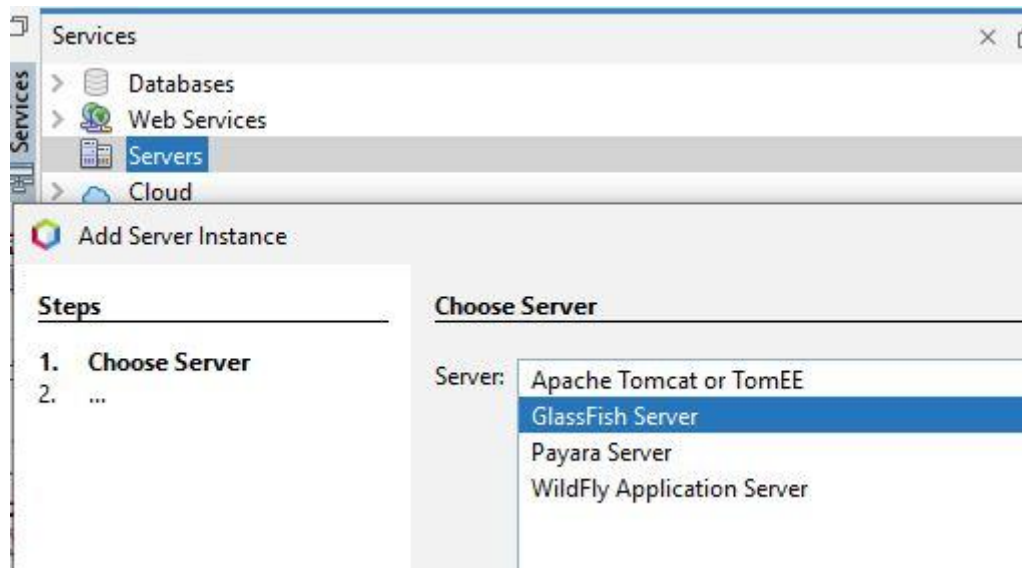 Services
Services
Databases
Web Services
Servers
Cloud
Add Server Instance
Steps
1. Choose Server
2. ...
Choose Server
Server:
Apache Tomcat or TomEE
GlassFish Server
Payara Server
WildFly Application Server